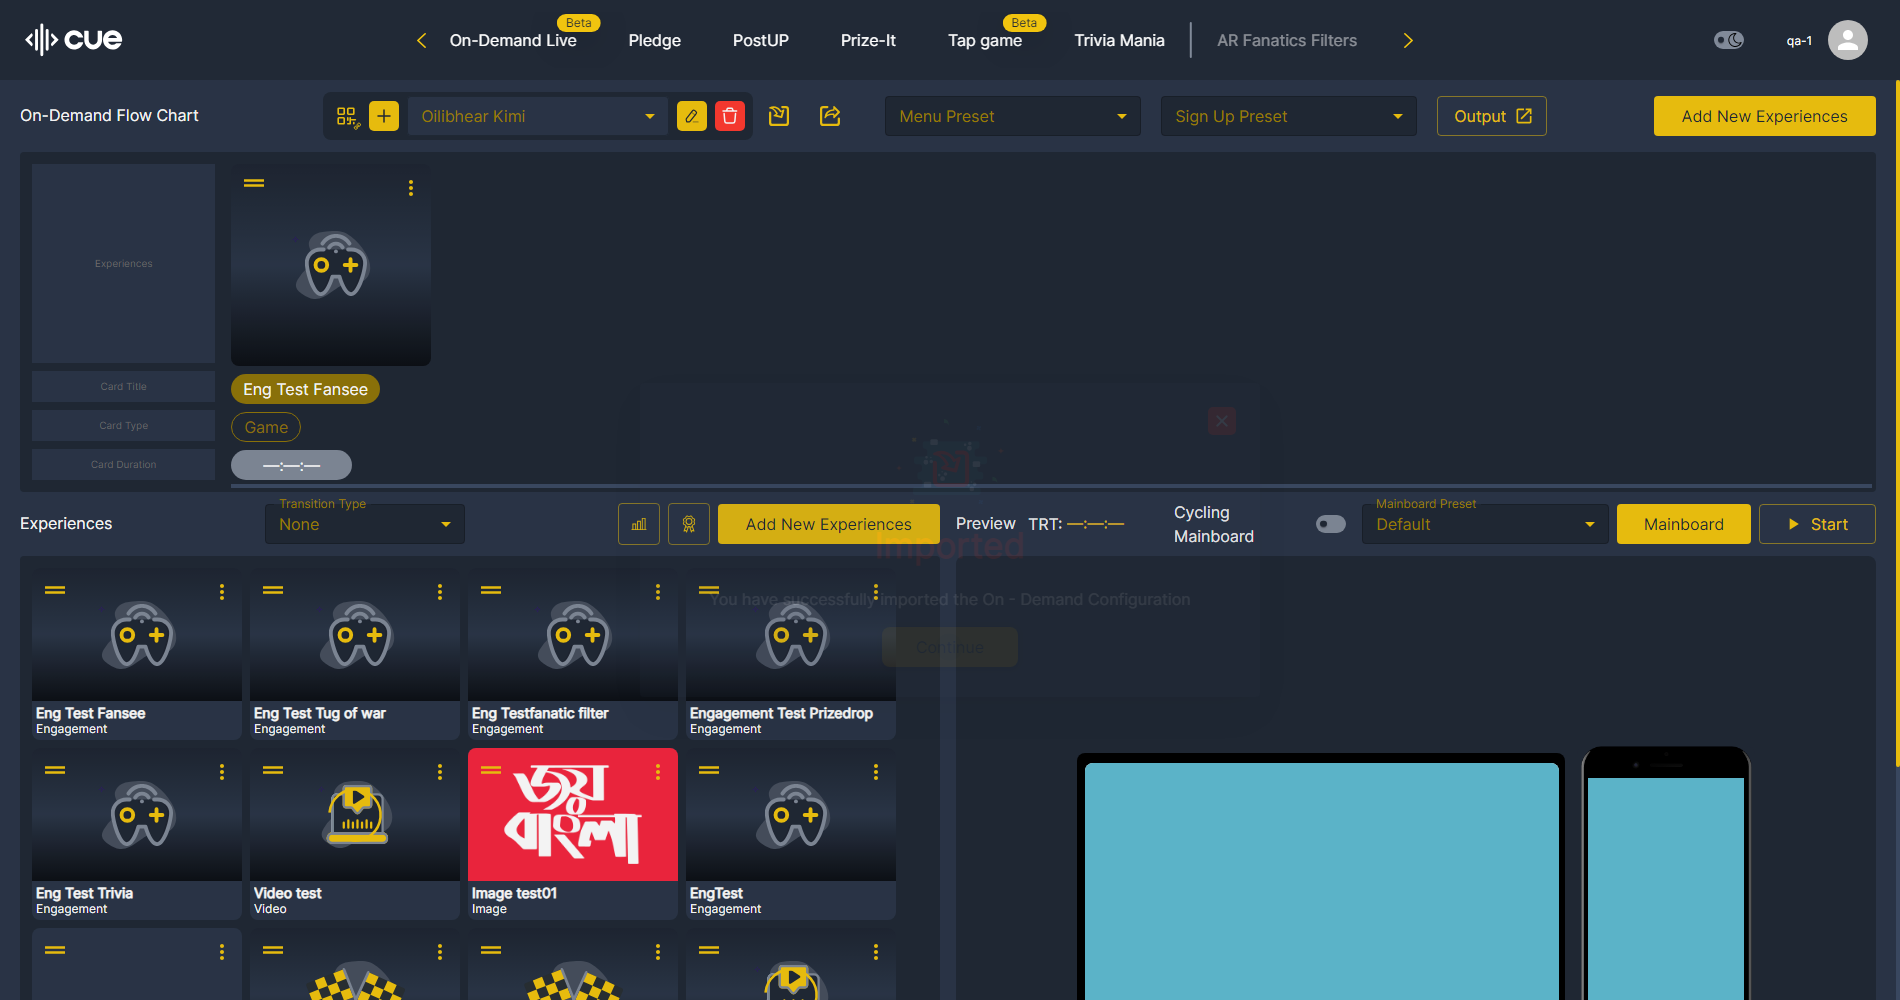 cue
On-Demand Live
Beta
Pledge
PostUP
Prize-It
Tap game
Beta
Trivia Mania
AR Fanatics Filters
qa-1
On-Demand Flow Chart
Oilibhear Kimi
Menu Preset
Sign Up Preset
Output
Add New Experiences
Experiences
Card Title
Eng Test Fansee
Card Type
Game
Card Duration
—:—:—
Experiences
Transition Type
None
Add New Experiences
Preview
TRT: —:—:—
Cycling
Mainboard
Mainboard Preset
Default
Mainboard
Start
Imported
You have successfully imported the On - Demand Configuration
Continue
Eng Test Fansee
Engagement
Eng Test Tug of war
Engagement
Eng Testfanatic filter
Engagement
Engagement Test Prizedrop
Engagement
Eng Test Trivia
Engagement
Video test
Video
জয়
বাংলা
Image test01
Image
EngTest
Engagement